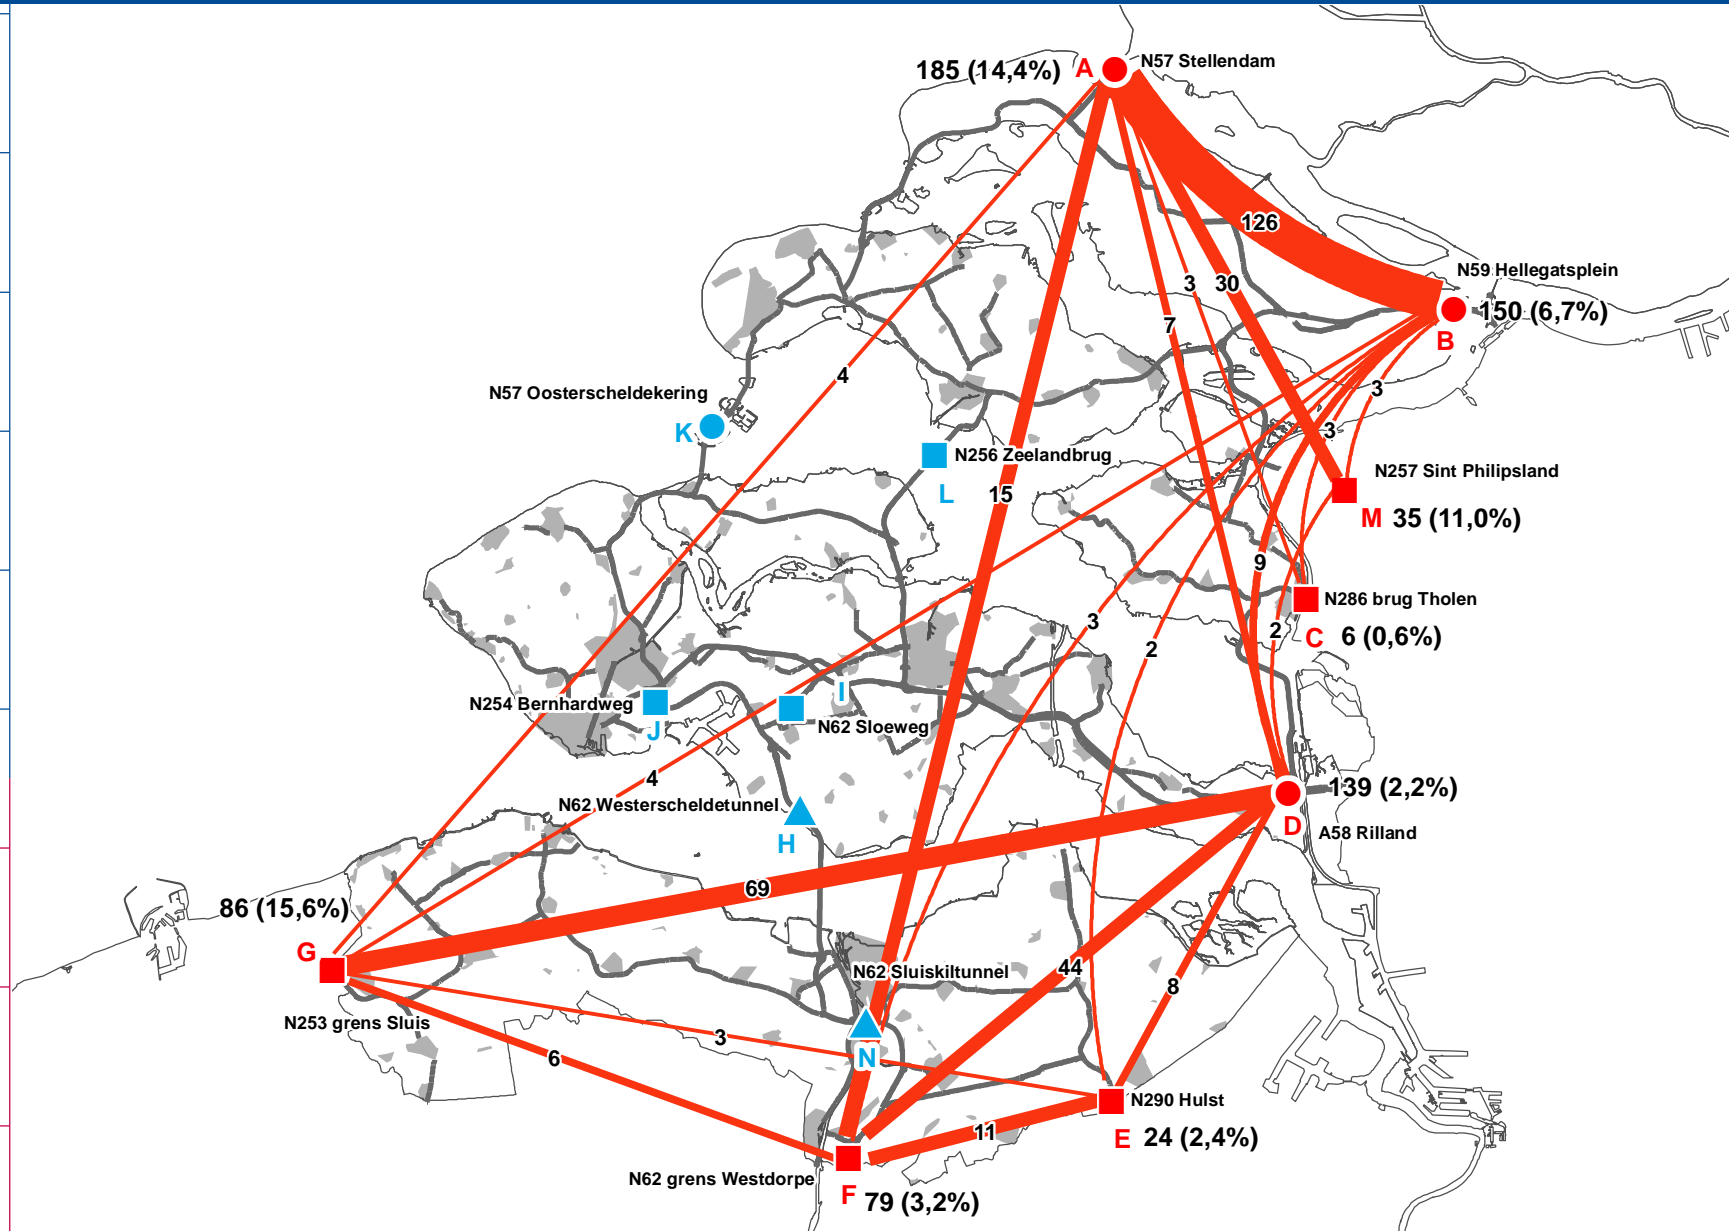 185 (14,4%) A N57 Stellendam
126
N59 Hellegatsplein
3 30
150 (6,7%)
7
B
4
3
N57 Oosterscheldekering
K
3
N256 Zeelandbrug
N257 Sint Philipsland
L 15
M 35 (11,0%)
9
N286 brug Tholen
3 2 C 6 (0,6%)
2
I
N254 Bernhardweg
J N62 Sloeweg
4
139 (2,2%)
N62 Westerscheldetunnel
D A58 Rilland
H
69
86 (15,6%)
G
N62 Sluiskiltunnel 44
8
N253 grens Sluis
3
6 N
N290 Hulst
11
E 24 (2,4%)
N62 grens Westdorpe
F 79 (3,2%)